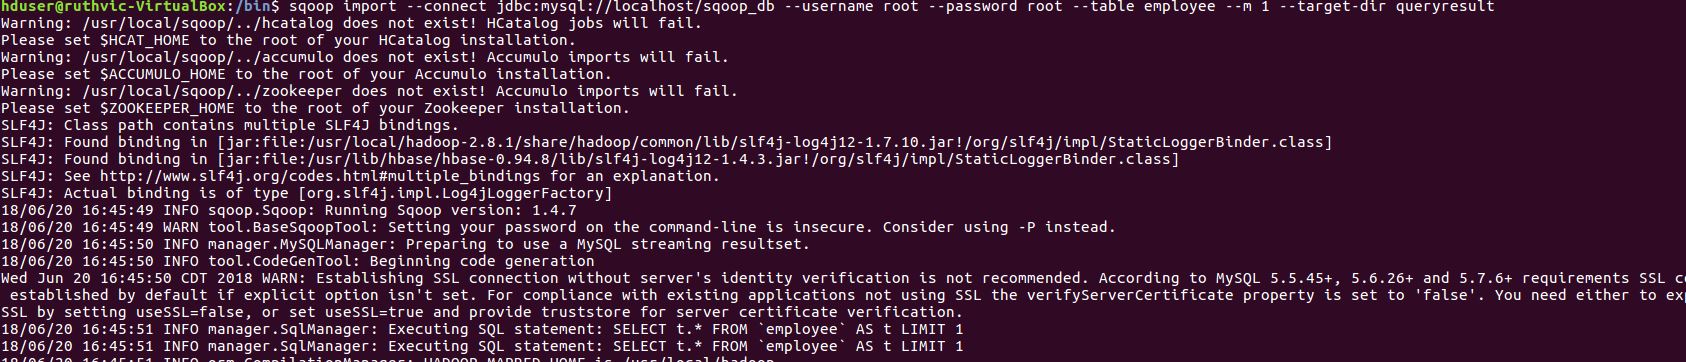 hduser@ruthvic-VirtualBox:/bin$ sqoop import --connect jdbc:mysql://localhost/sqoop_db --username root --password root --table employee --m 1 --target-dir queryresult
Warning: /usr/local/sqoop/../hcatalog does not exist! HCatalog jobs will fail.
Please set $HCAT_HOME to the root of your HCatalog installation.
Warning: /usr/local/sqoop/../accumulo does not exist! Accumulo imports will fail.
Please set $ACCUMULO_HOME to the root of your Accumulo installation.
Warning: /usr/local/sqoop/../zookeeper does not exist! Accumulo imports will fail.
Please set $ZOOKEEPER_HOME to the root of your Zookeeper installation.
SLF4J: Class path contains multiple SLF4J bindings.
SLF4J: Found binding in [jar:file:/usr/local/hadoop-2.8.1/share/hadoop/common/lib/slf4j-log4j12-1.7.10.jar!/org/slf4j/impl/StaticLoggerBinder.class]
SLF4J: Found binding in [jar:file:/usr/lib/hbase/hbase-0.94.8/lib/slf4j-log4j12-1.4.3.jar!/org/slf4j/impl/StaticLoggerBinder.class]
SLF4J: See http://www.slf4j.org/codes.html#multiple_bindings for an explanation.
SLF4J: Actual binding is of type [org.slf4j.impl.Log4jLoggerFactory]
18/06/20 16:45:49 INFO sqoop.Sqoop: Running Sqoop version: 1.4.7
18/06/20 16:45:49 WARN tool.BaseSqoopTool: Setting your password on the command-line is insecure. Consider using -P instead.
18/06/20 16:45:50 INFO manager.MySQLManager: Preparing to use a MySQL streaming resultset.
18/06/20 16:45:50 INFO tool.CodeGenTool: Beginning code generation
Wed Jun 20 16:45:50 CDT 2018 WARN: Establishing SSL connection without server's identity verification is not recommended. According to MySQL 5.5.45+, 5.6.26+ and 5.7.6+ requirements SSL
established by default if explicit option isn't set. For compliance with existing applications not using SSL the verifyServerCertificate property is set to 'false'. You need either to
SSL by setting useSSL=false, or set useSSL=true and provide truststore for server certificate verification.
18/06/20 16:45:51 INFO manager.SqlManager: Executing SQL statement: SELECT t.* FROM `employee` AS t LIMIT 1
18/06/20 16:45:51 INFO manager.SqlManager: Executing SQL statement: SELECT t.* FROM `employee` AS t LIMIT 1
18/06/20 16:45:51 INFO orm.CompilationManager: HADOOP_MAPRED_HOME is /usr/local/hadoop